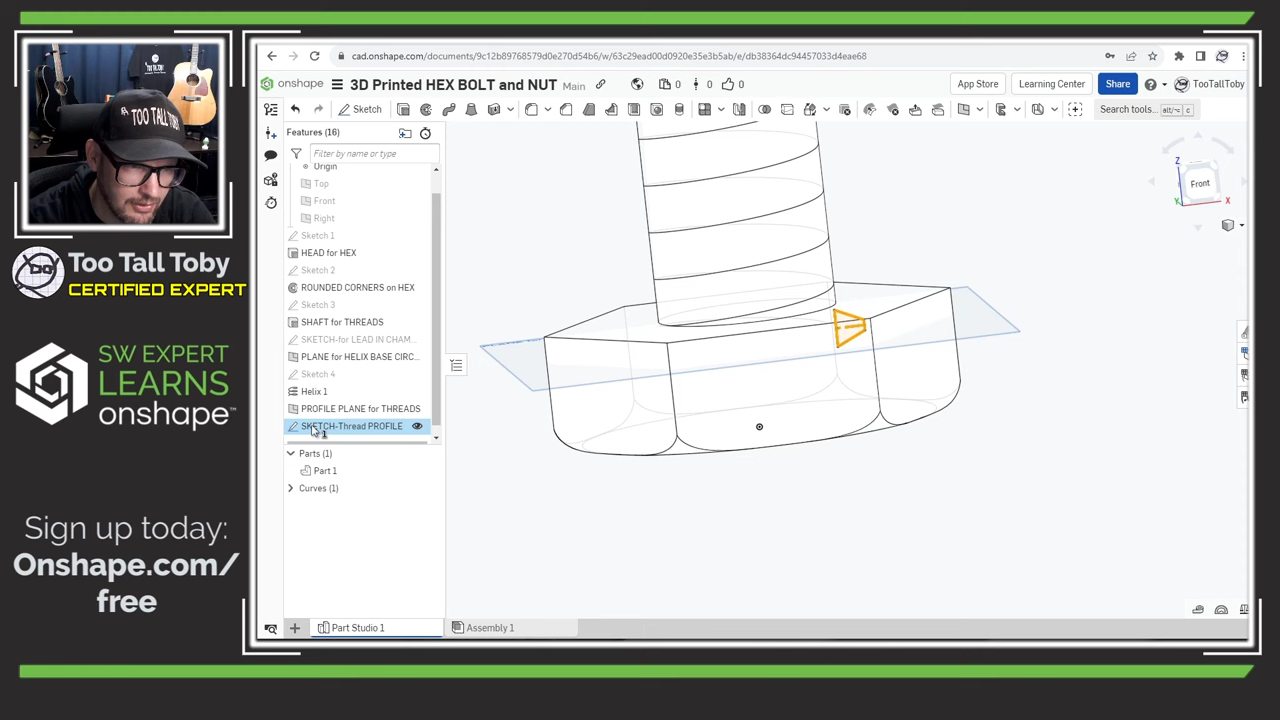 TOO TALL TOBY
Too Tall Toby
CERTIFIED EXPERT
SW EXPERT
LEARNS
onshape™
Sign up today:
Onshape.com/
free
cad.onshape.com/documents/9c12b89768579d0e270d54b6/w/63c29ead00d0920e35e3b5ab/e/db38364dc94457033d4eae68
onshape
3D Printed HEX BOLT and NUT
Main
0
0
0
App Store
Learning Center
Share
TooTallToby
Sketch
Search tools...
alt/⌥
c
Features (16)
Filter by name or type
Origin
Top
Front
Right
Sketch 1
HEAD for HEX
Sketch 2
ROUNDED CORNERS on HEX
Sketch 3
SHAFT for THREADS
SKETCH-for LEAD IN CHAM...
PLANE for HELIX BASE CIRC...
Sketch 4
Helix 1
PROFILE PLANE for THREADS
SKETCH-Thread PROFILE
Parts (1)
Part 1
Curves (1)
Z
Front
X
Y
Part Studio 1
Assembly 1